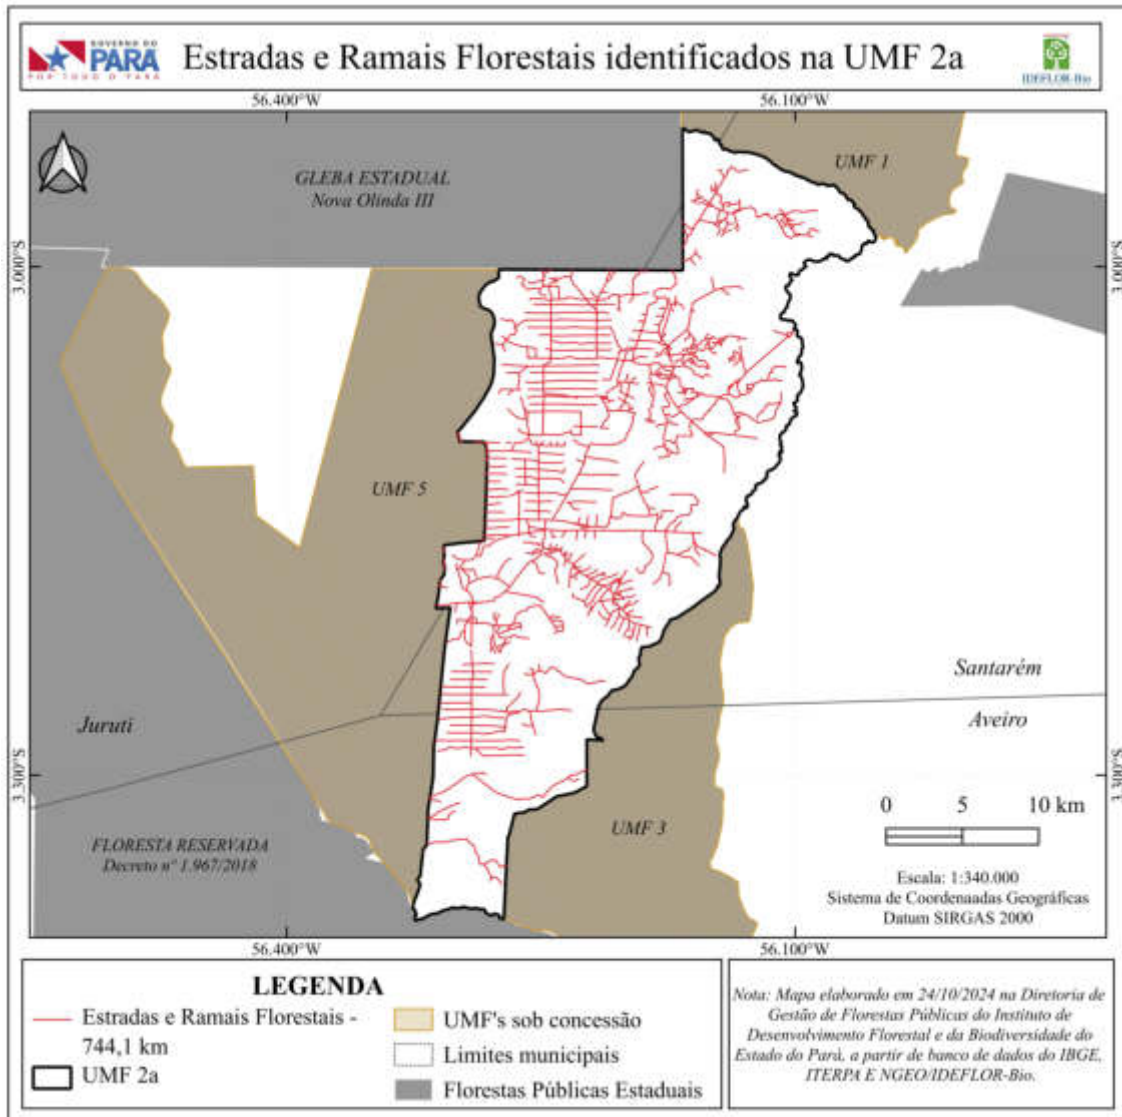 GOVERNO DO
PARÁ
POR TODO O PARÁ
Estradas e Ramais Florestais identificados na UMF 2a
IDEFLOR-Bio
56.400°W
56.100°W
UMF 1
GLEBA ESTADUAL
Nova Olinda III
3.000°S
3.000°S
UMF 5
Santarém
Juruti
Aveiro
3.300°S
3.300°S
0 5 10 km
UMF 3
FLORESTA RESERVADA
Decreto nº 1.967/2018
Escala: 1:340.000
Sistema de Coordenaadas Geográficas
Datum SIRGAS 2000
56.400°W
56.100°W
LEGENDA
Estradas e Ramais Florestais -
744,1 km
UMF 2a
UMF's sob concessão
Limites municipais
Florestas Públicas Estaduais
Nota: Mapa elaborado em 24/10/2024 na Diretoria de
Gestão de Florestas Públicas do Instituto de
Desenvolvimento Florestal e da Biodiversidade do
Estado do Pará, a partir de banco de dados do IBGE,
ITERPA E NGEO/IDEFLOR-Bio.